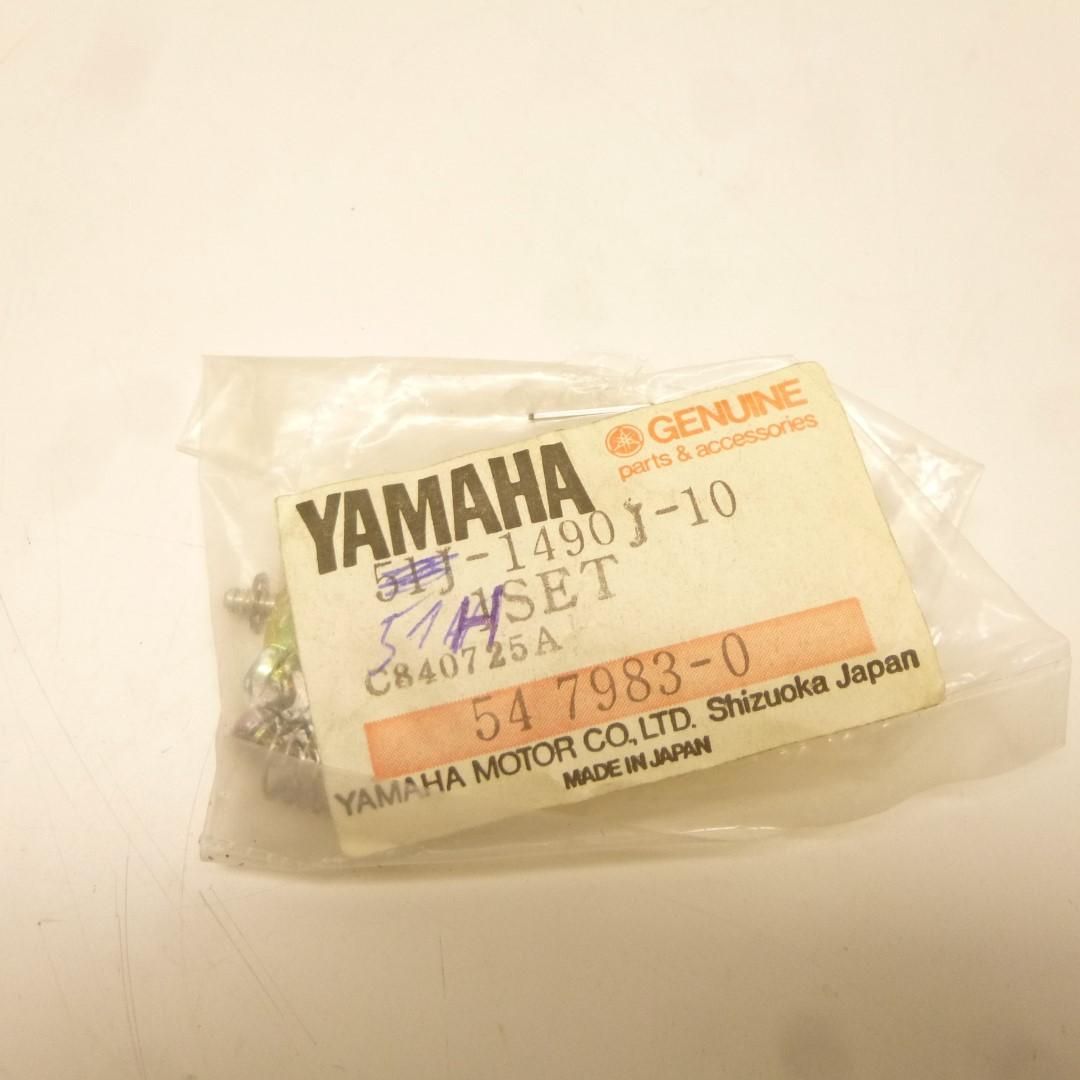 GENUINE
parts & accessories
YAMAHA
51J-1490J-10
51H
1SET
C840725A
54 7983-0
YAMAHA MOTOR CO., LTD. Shizuoka Japan
MADE IN JAPAN